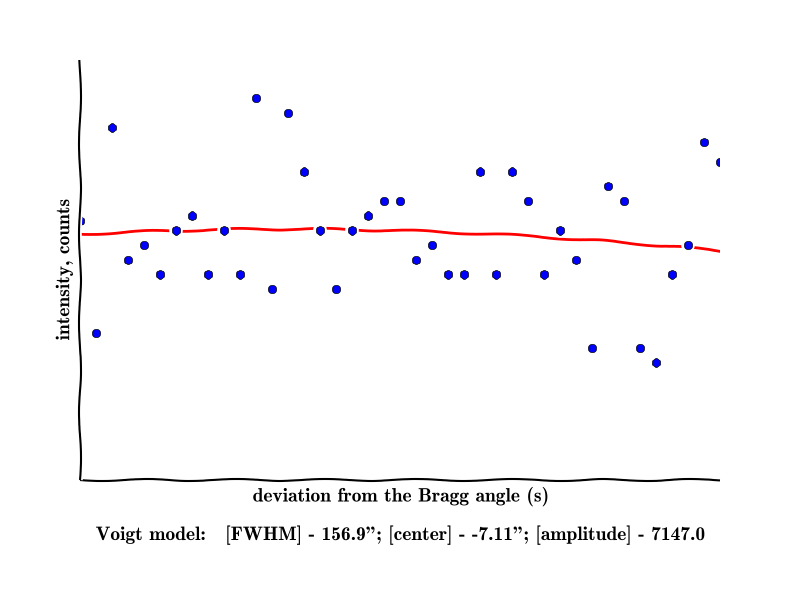 intensity, counts
deviation from the Bragg angle (s)
Voigt model: [FWHM] - 156.9”; [center] - -7.11”; [amplitude] - 7147.0